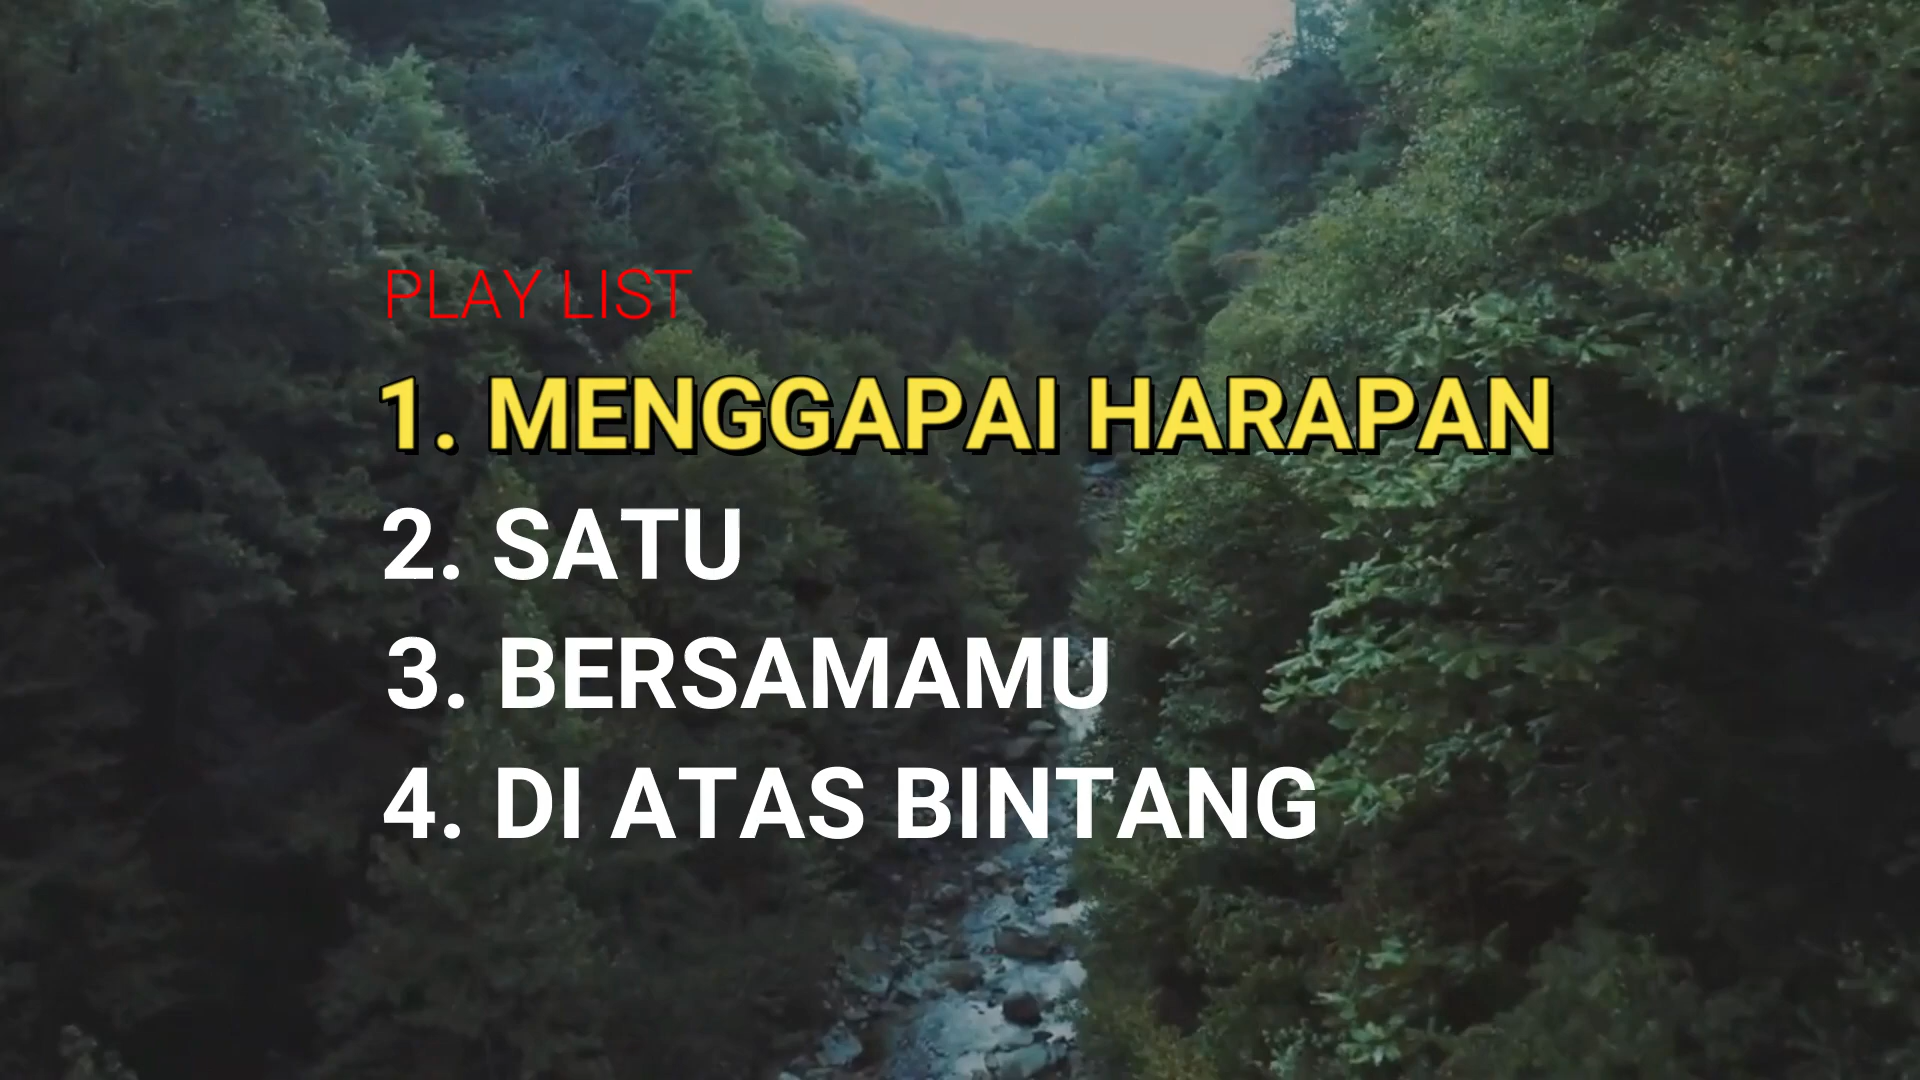 PLAY LIST
1. MENGGAPAI HARAPAN
2. SATU
3. BERSAMAMU
4. DI ATAS BINTANG